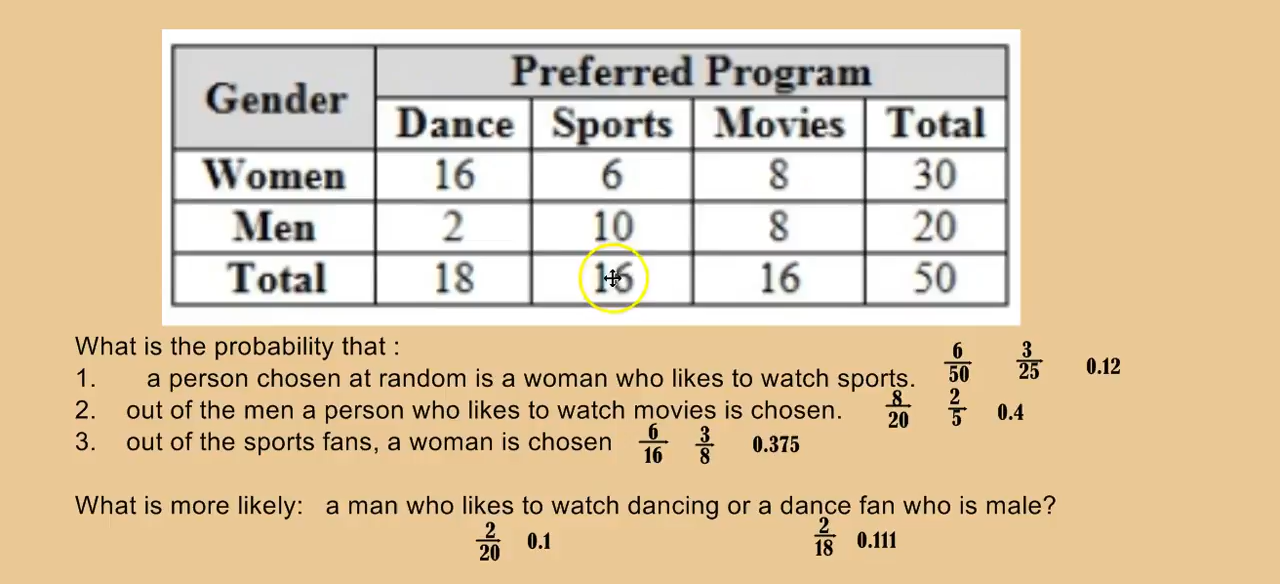 Gender Preferred Program
Dance Sports Movies Total
Women 16 6 8 30
Men 2 10 8 20
Total 18 16 16 50
What is the probability that :
1. a person chosen at random is a woman who likes to watch sports. 6/50 3/25 0.12
2. out of the men a person who likes to watch movies is chosen. 8/20 2/5 0.4
3. out of the sports fans, a woman is chosen 6/16 3/8 0.375
What is more likely: a man who likes to watch dancing or a dance fan who is male?
2/20 0.1 2/18 0.111